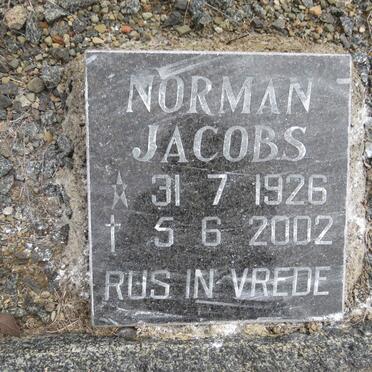 NORMAN
JACOBS
☆ 31 7 1926
† 5 6 2002
RUS IN VREDE